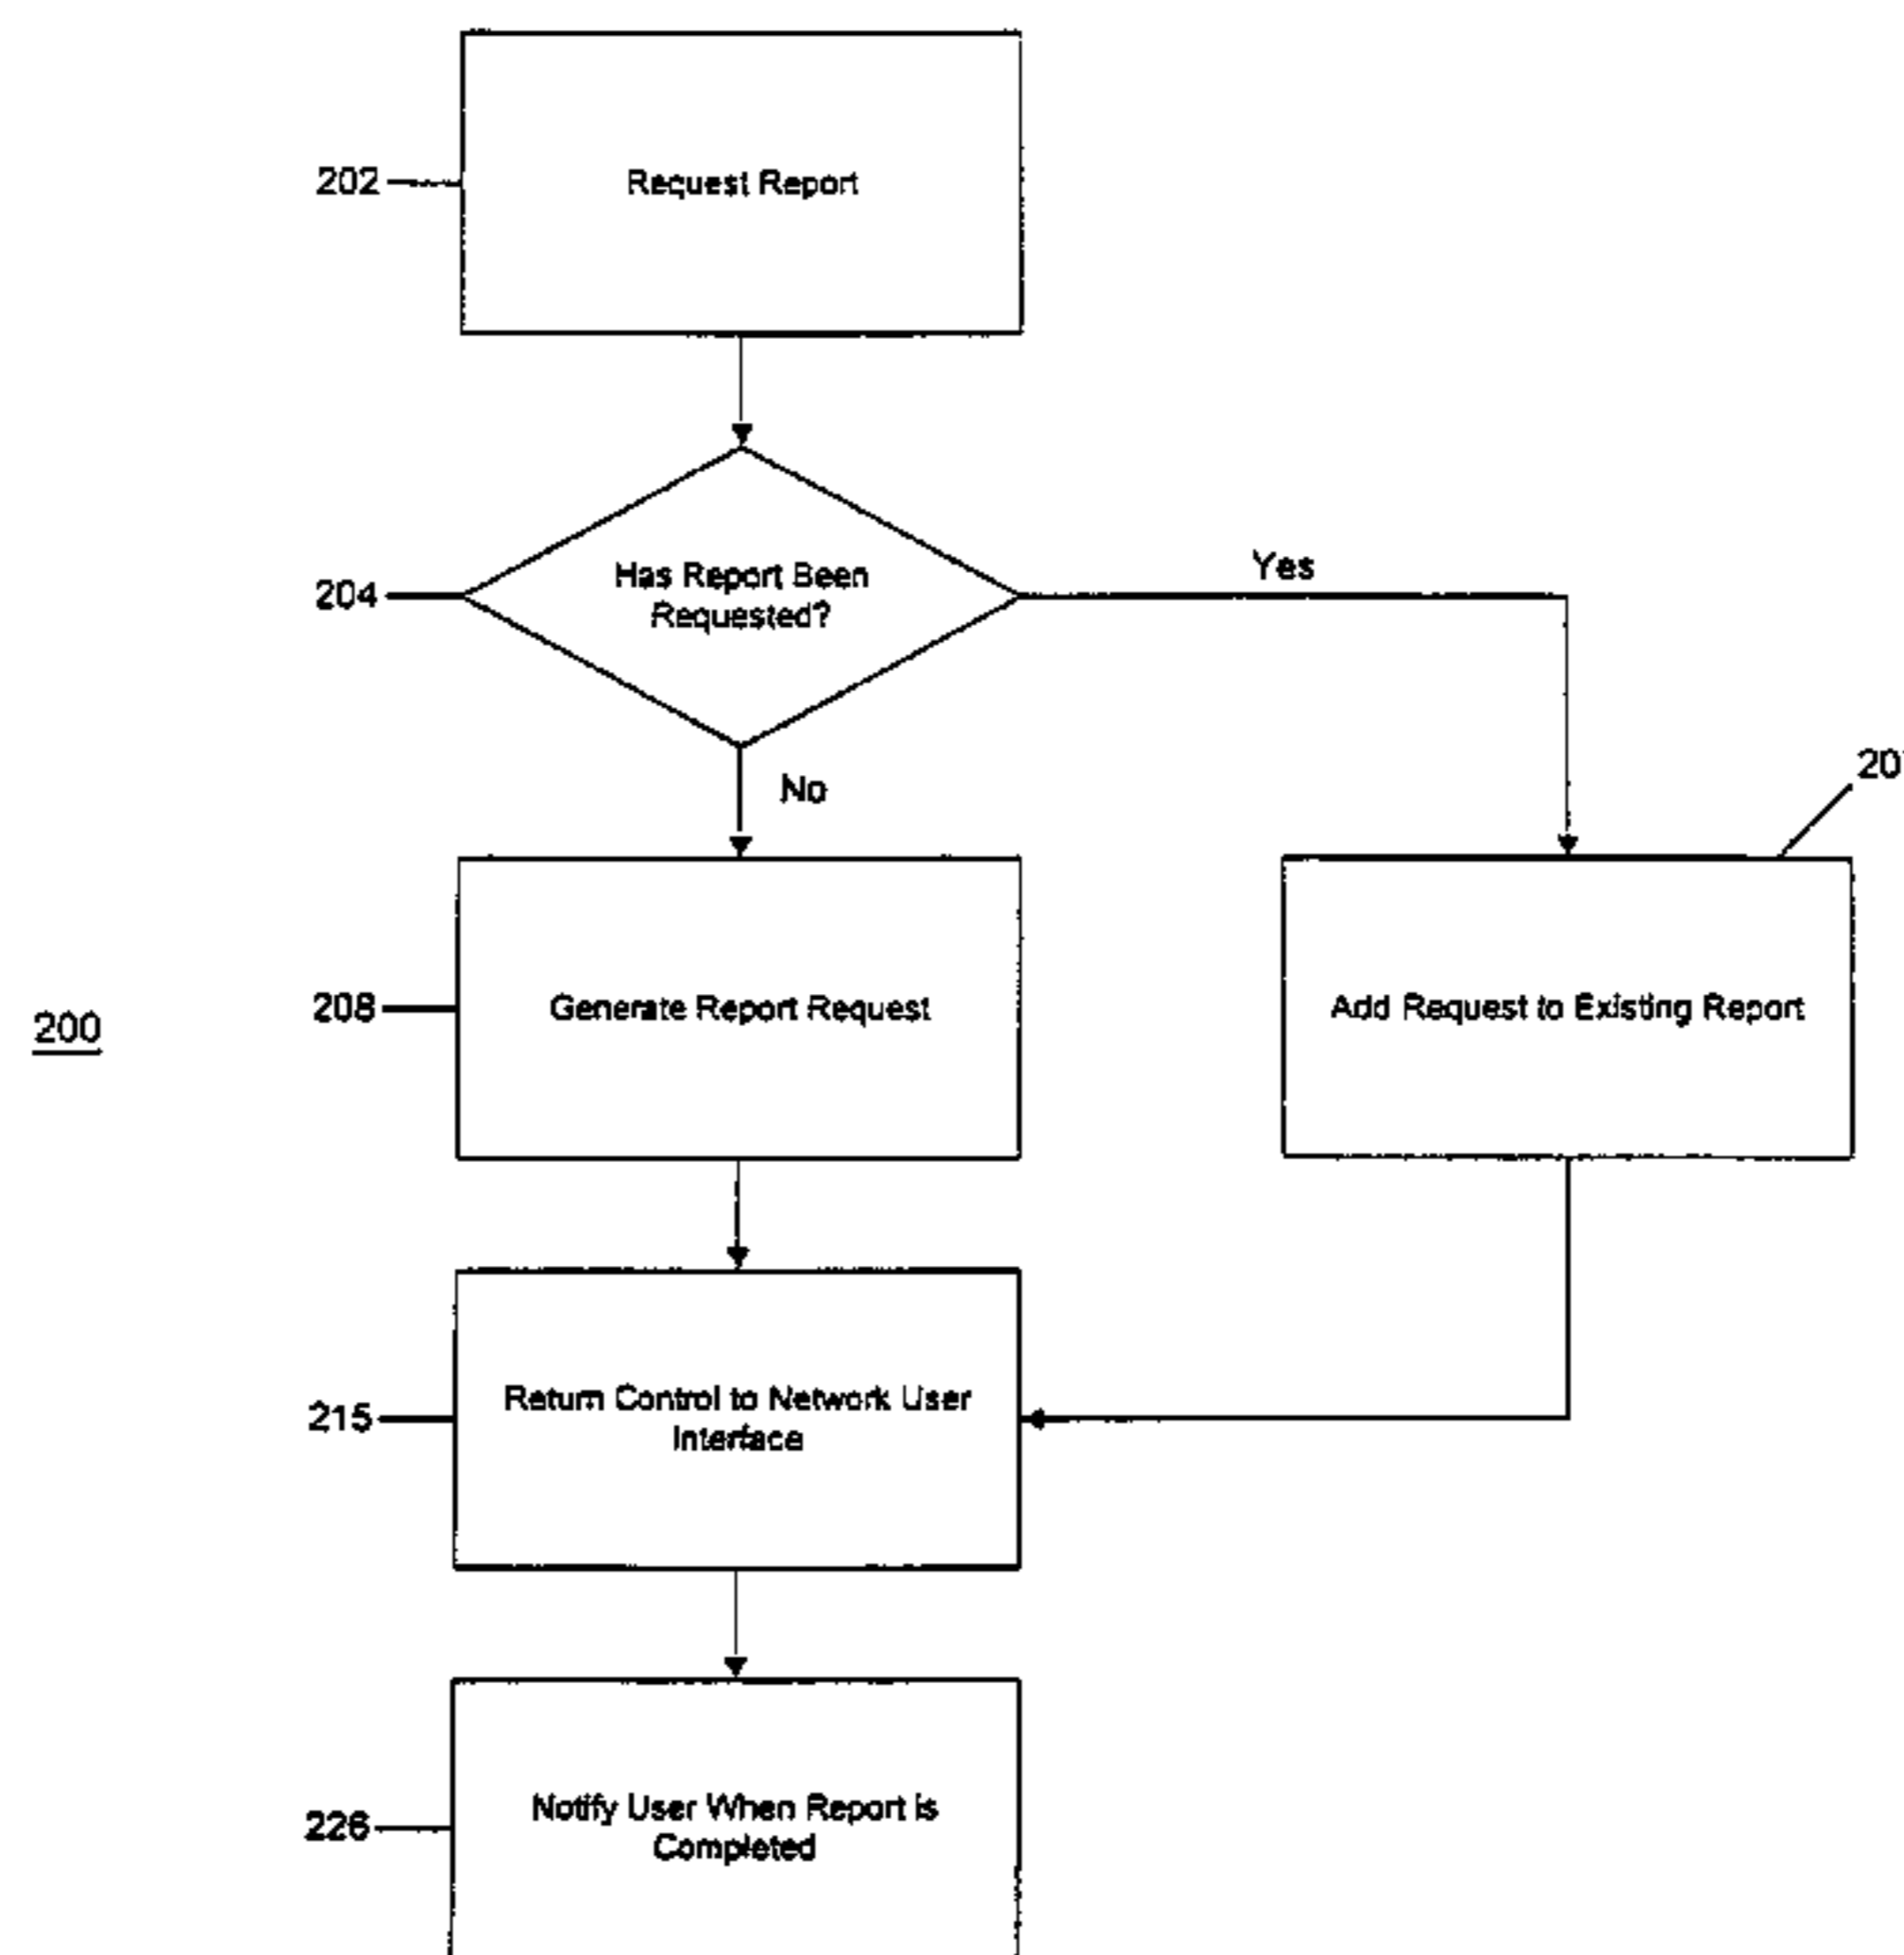 202
Request Report
204
Has Report Been
Requested?
Yes
No
20
208
Generate Report Request
Add Request to Existing Report
200
215
Return Control to Network User
Interface
226
Notify User When Report is
Completed